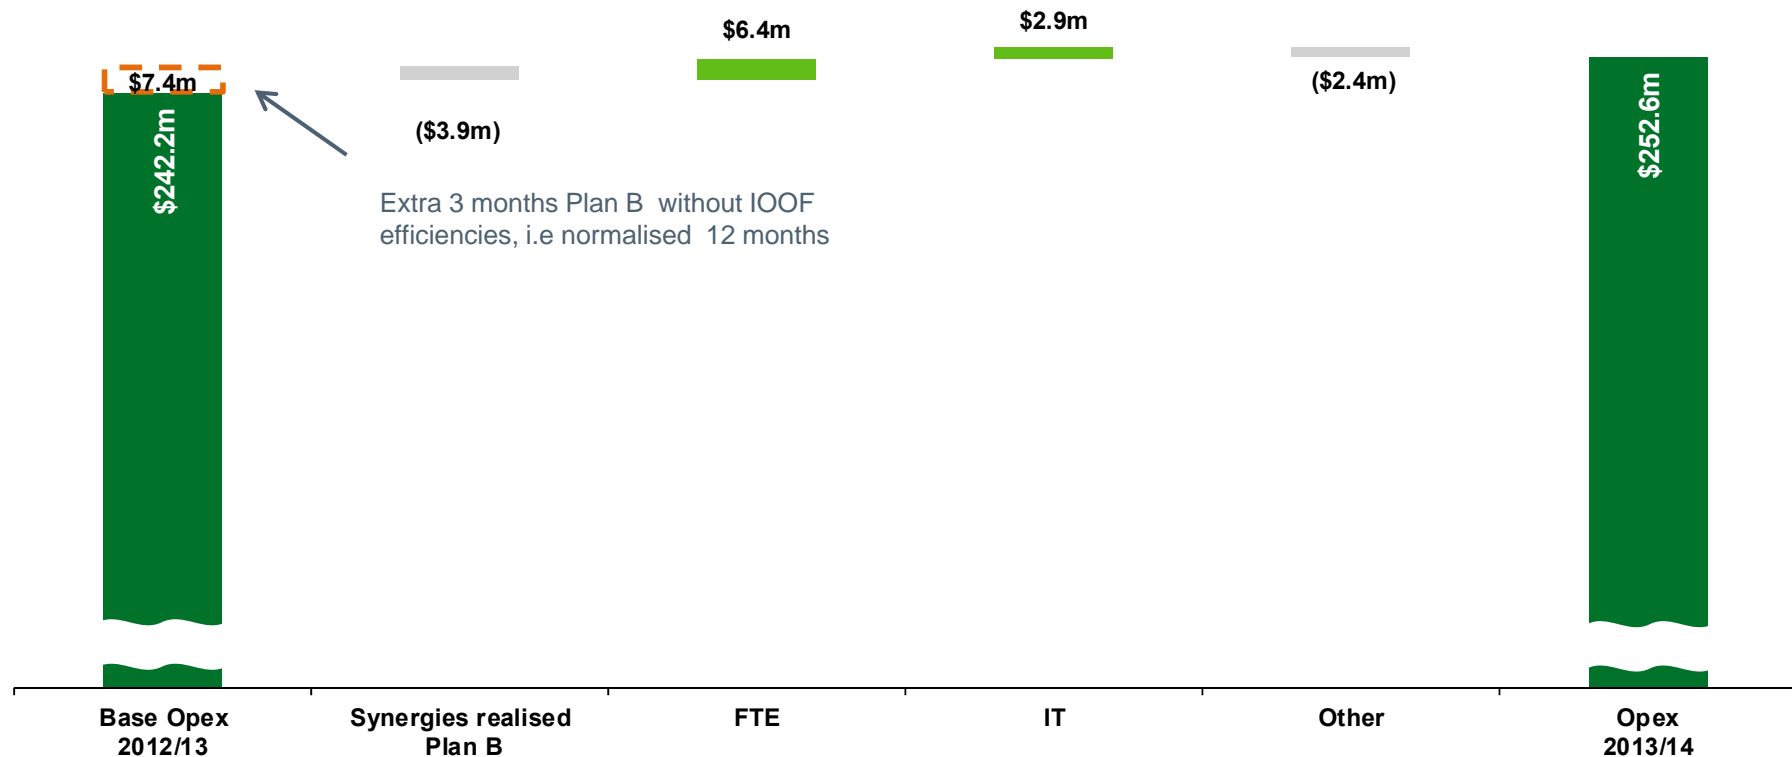 $7.4m
$242.2m
($3.9m)
$6.4m
$2.9m
($2.4m)
$252.6m
Extra 3 months Plan B  without IOOF
efficiencies, i.e normalised  12 months
Base Opex
2012/13
Synergies realised
Plan B
FTE
IT
Other
Opex
2013/14